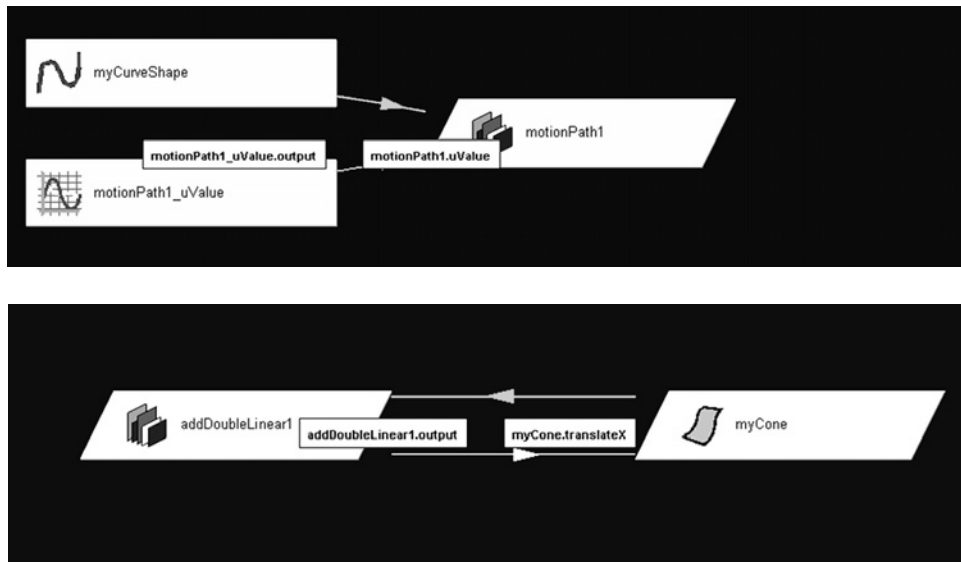 myCurveShape
motionPath1
motionPath1_uValue.output
motionPath1.uValue
motionPath1_uValue
addDoubleLinear1
addDoubleLinear1.output
myCone.translateX
myCone